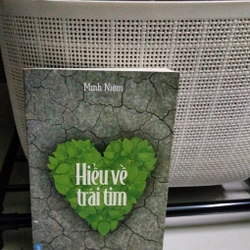 Minh Niệm
Hiểu về
trái tim